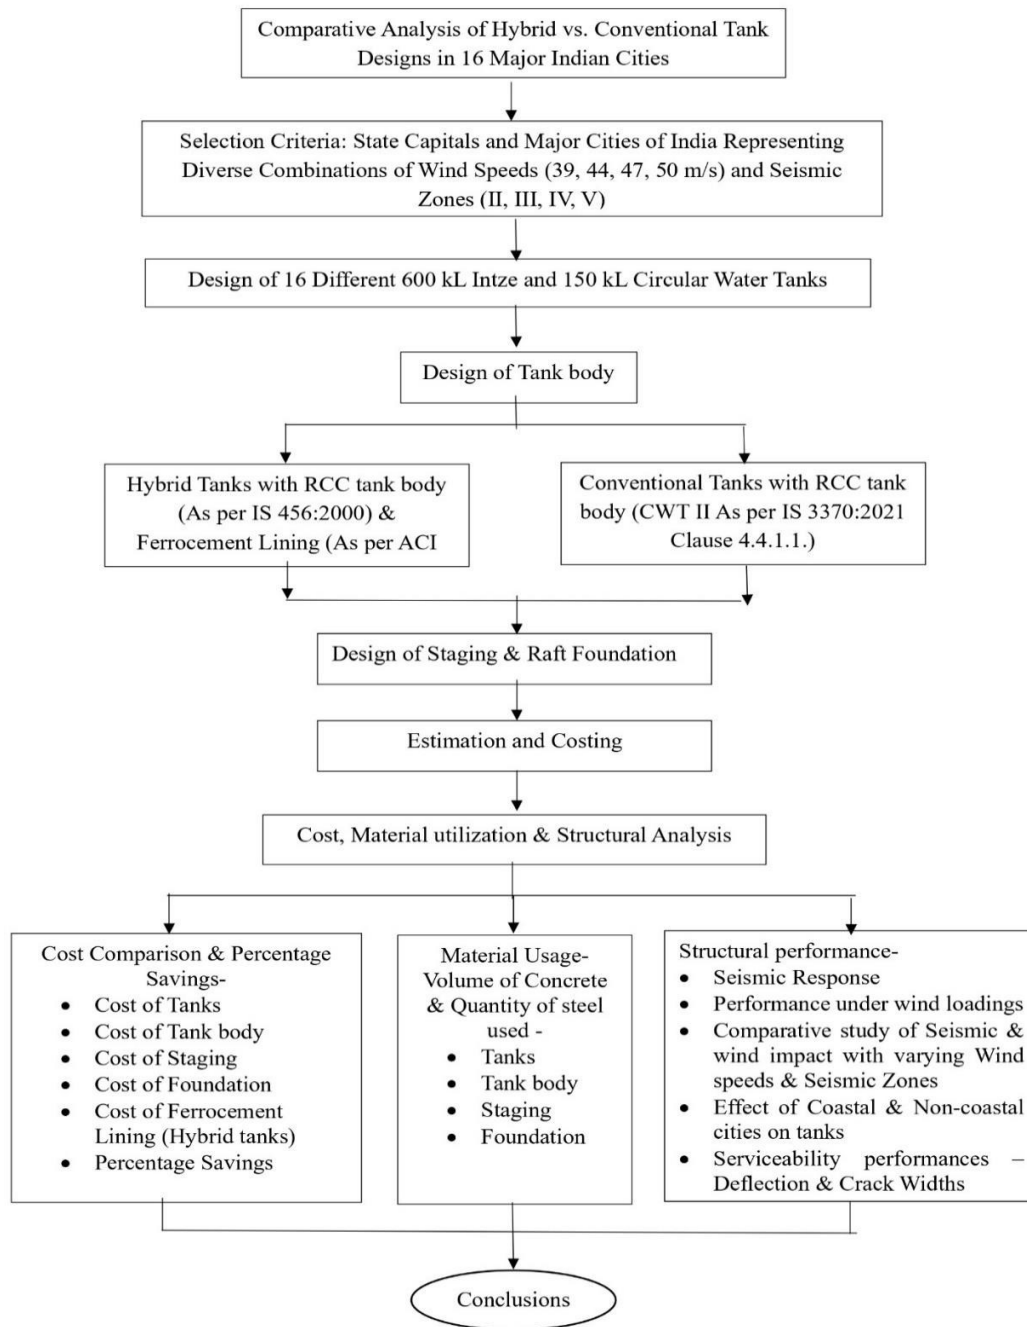 Comparative Analysis of Hybrid vs. Conventional Tank
Designs in 16 Major Indian Cities
Selection Criteria: State Capitals and Major Cities of India Representing
Diverse Combinations of Wind Speeds (39, 44, 47, 50 m/s) and Seismic
Zones (II, III, IV, V)
Design of 16 Different 600 kL Intze and 150 kL Circular Water Tanks
Design of Tank body
Hybrid Tanks with RCC tank body
(As per IS 456:2000) &
Ferrocement Lining (As per ACI
Conventional Tanks with RCC tank
body (CWT II As per IS 3370:2021
Clause 4.4.1.1.)
Design of Staging & Raft Foundation
Estimation and Costing
Cost, Material utilization & Structural Analysis
Cost Comparison & Percentage
Savings-
• Cost of Tanks
• Cost of Tank body
• Cost of Staging
• Cost of Foundation
• Cost of Ferrocement
Lining (Hybrid tanks)
• Percentage Savings
Material Usage-
Volume of Concrete
& Quantity of steel
used -
• Tanks
• Tank body
• Staging
• Foundation
Structural performance-
• Seismic Response
• Performance under wind loadings
• Comparative study of Seismic &
wind impact with varying Wind
speeds & Seismic Zones
• Effect of Coastal & Non-coastal
cities on tanks
• Serviceability performances –
Deflection & Crack Widths
Conclusions